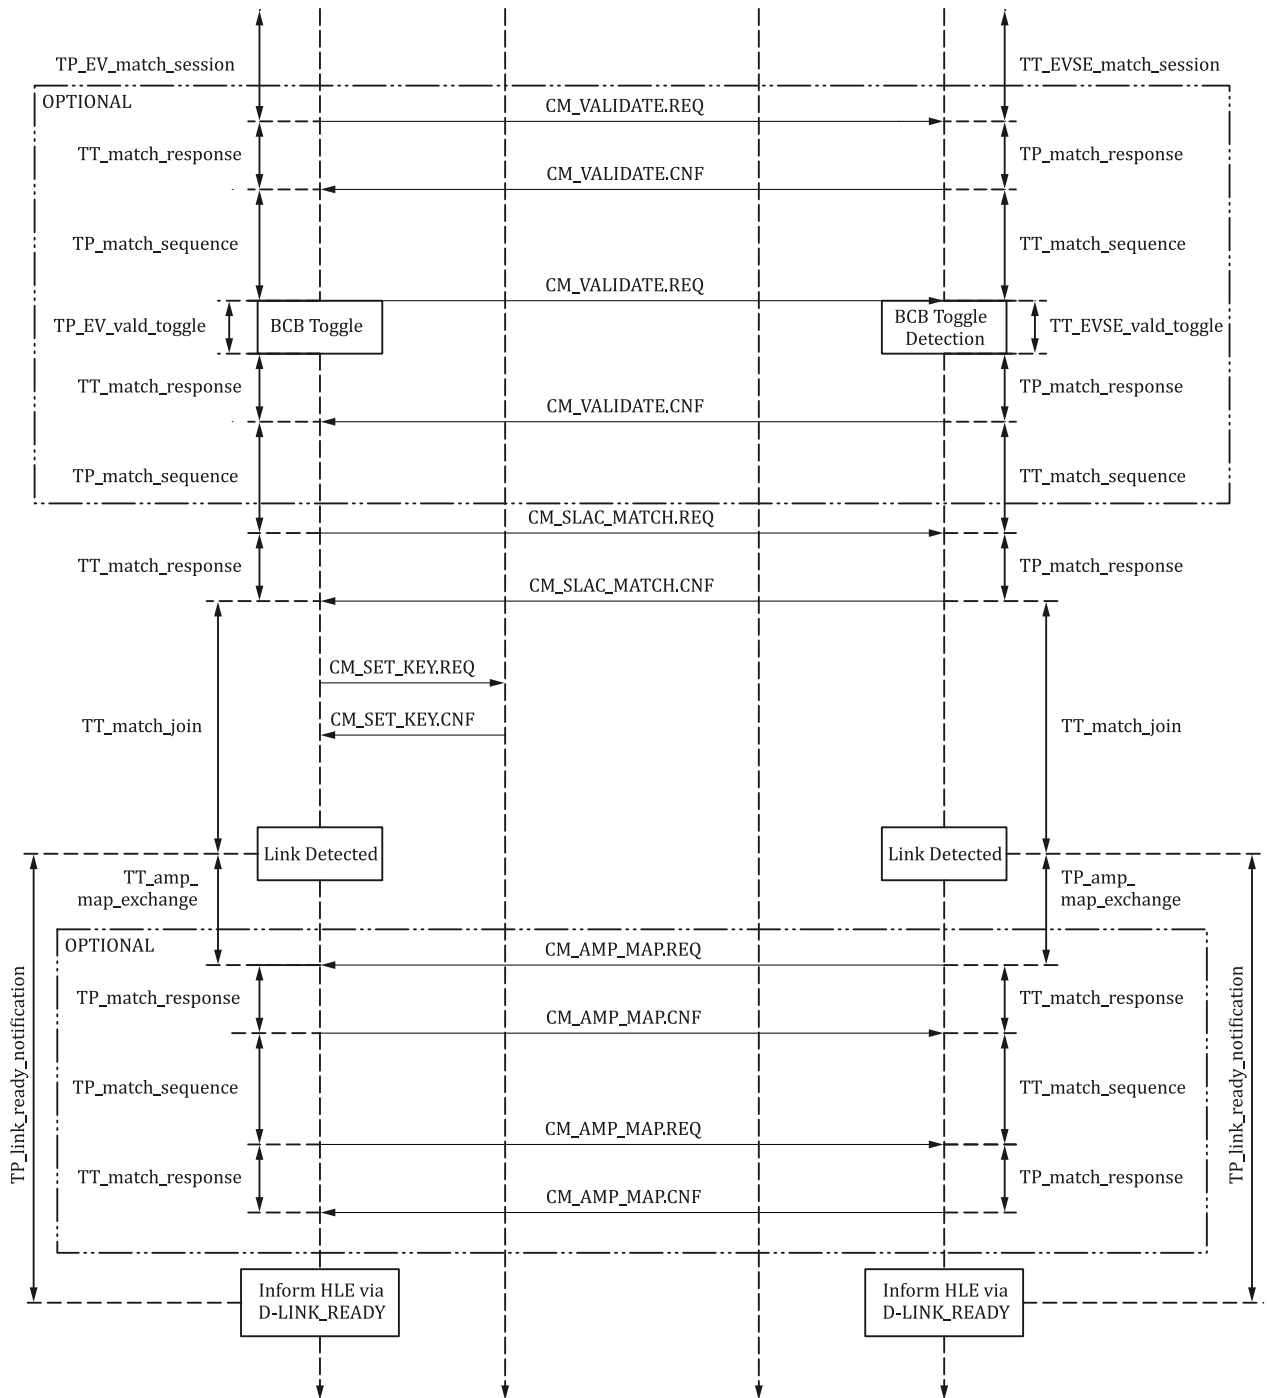 TP_EV_match_session
TT_EVSE_match_session
OPTIONAL
CM_VALIDATE.REQ
TT_match_response
TP_match_response
CM_VALIDATE.CNF
TP_match_sequence
TT_match_sequence
CM_VALIDATE.REQ
TP_EV_vald_toggle
BCB Toggle
BCB Toggle
Detection
TT_EVSE_vald_toggle
TT_match_response
TP_match_response
CM_VALIDATE.CNF
TP_match_sequence
TT_match_sequence
CM_SLAC_MATCH.REQ
TT_match_response
TP_match_response
CM_SLAC_MATCH.CNF
CM_SET_KEY.REQ
CM_SET_KEY.CNF
TT_match_join
TT_match_join
Link Detected
Link Detected
TT_amp_
map_exchange
TP_amp_
map_exchange
OPTIONAL
CM_AMP_MAP.REQ
TP_match_response
TT_match_response
CM_AMP_MAP.CNF
TP_link_ready_notification
TP_link_ready_notification
TP_match_sequence
TT_match_sequence
CM_AMP_MAP.REQ
TT_match_response
TP_match_response
CM_AMP_MAP.CNF
Inform HLE via
D-LINK_READY
Inform HLE via
D-LINK_READY